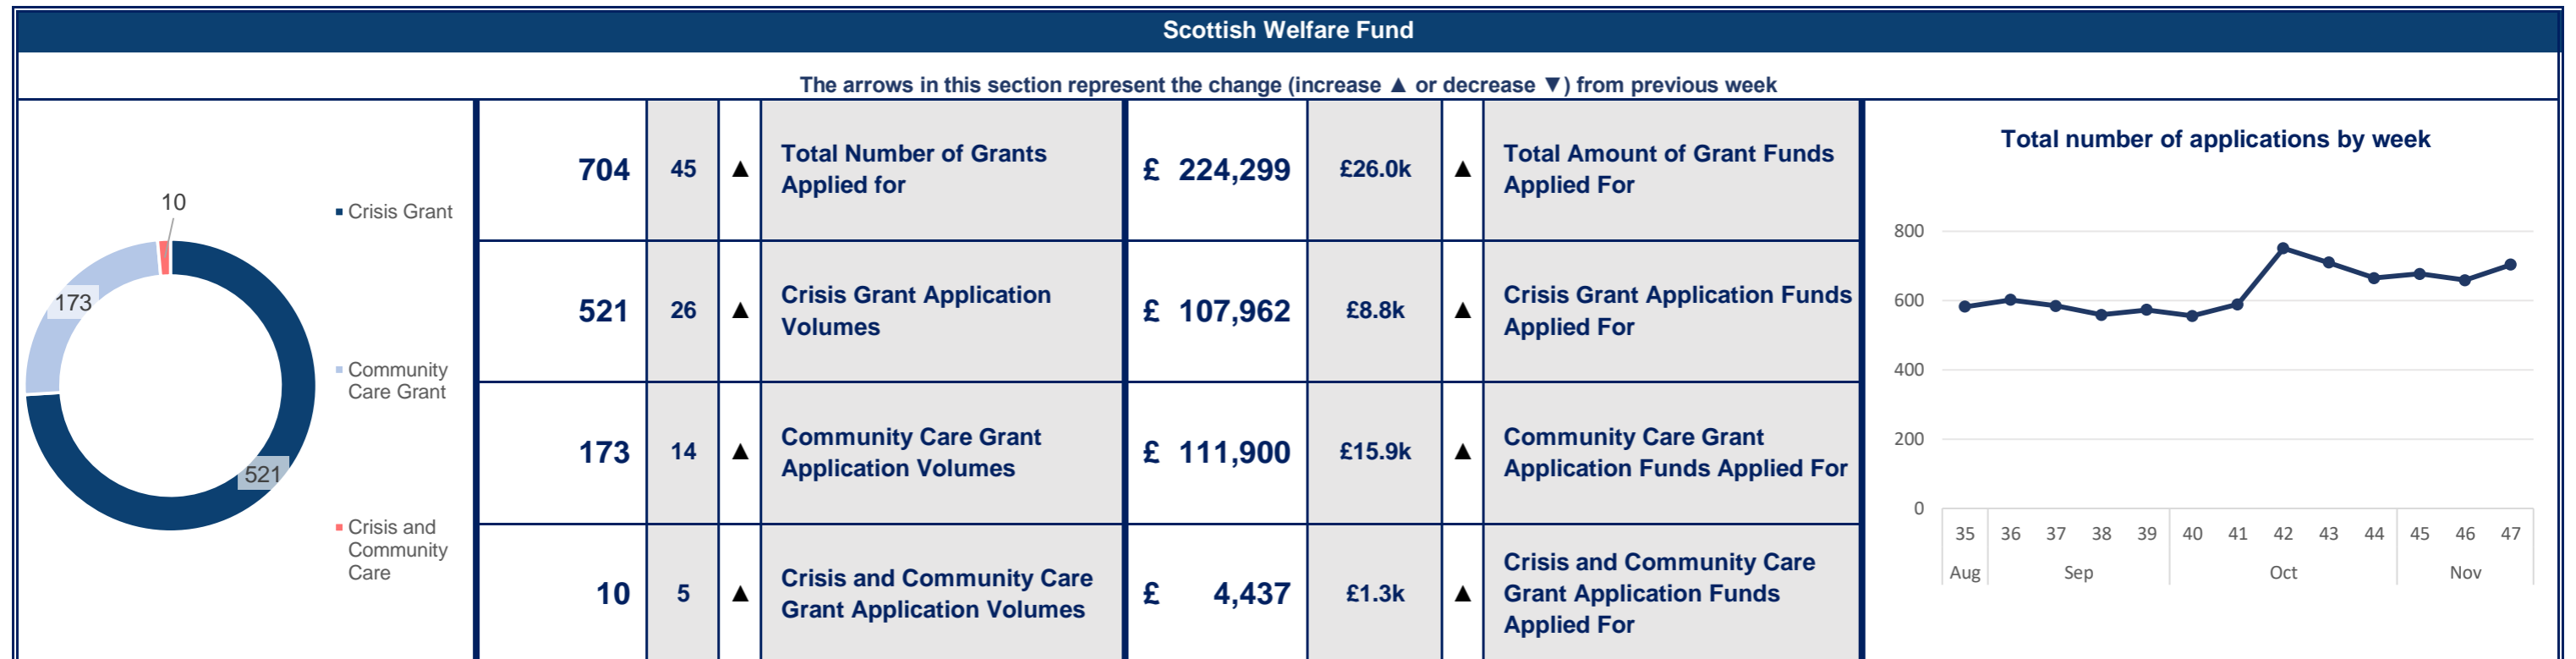 Scottish Welfare Fund
The arrows in this section represent the change (increase ▲ or decrease ▼) from previous week
10
173
521
Crisis Grant
Community
Care Grant
Crisis and
Community
Care
704 45 ▲ Total Number of Grants
Applied for
£ 224,299 £26.0k ▲ Total Amount of Grant Funds
Applied For
521 26 ▲ Crisis Grant Application
Volumes
£ 107,962 £8.8k ▲ Crisis Grant Application Funds
Applied For
173 14 ▲ Community Care Grant
Application Volumes
£ 111,900 £15.9k ▲ Community Care Grant
Application Funds Applied For
10 5 ▲ Crisis and Community Care
Grant Application Volumes
£ 4,437 £1.3k ▲ Crisis and Community Care
Grant Application Funds
Applied For
Total number of applications by week
800
600
400
200
0
35 36 37 38 39 40 41 42 43 44 45 46 47
Aug Sep Oct Nov